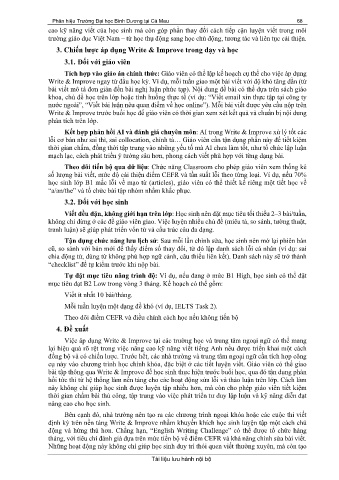 Phân hiệu Trường Đại học Bình Dương tại Cà Mau 68
cao kỹ năng viết của học sinh mà còn góp phần thay đổi cách tiếp cận luyện viết trong môi
trường giáo dục Việt Nam – từ học thụ động sang học chủ động, tương tác và liên tục cải thiện.
3. Chiến lược áp dụng Write & Improve trong dạy và học
3.1. Đối với giáo viên
Tích hợp vào giáo án chính thức: Giáo viên có thể lập kế hoạch cụ thể cho việc áp dụng
Write & Improve ngay từ đầu học kỳ. Ví dụ, mỗi tuần giao một bài viết với độ khó tăng dần (từ
bài viết mô tả đơn giản đến bài nghị luận phức tạp). Nội dung đề bài có thể dựa trên sách giáo
khoa, chủ đề học trên lớp hoặc tình huống thực tế (ví dụ: “Viết email xin thực tập tại công ty
nước ngoài”, “Viết bài luận nêu quan điểm về học online”). Mỗi bài viết được yêu cầu nộp trên
Write & Improve trước buổi học để giáo viên có thời gian xem xét kết quả và chuẩn bị nội dung
phân tích trên lớp.
Kết hợp phản hồi AI và đánh giá chuyên môn: AI trong Write & Improve xử lý tốt các
lỗi cơ bản như sai thì, sai collocation, chính tả… Giáo viên cần tận dụng phần này để tiết kiệm
thời gian chấm, đồng thời tập trung vào những yếu tố mà AI chưa làm tốt, như tổ chức lập luận
mạch lạc, cách phát triển ý tưởng sâu hơn, phong cách viết phù hợp với từng dạng bài.
Theo dõi tiến bộ qua dữ liệu: Chức năng Classroom cho phép giáo viên xem thống kê
số lượng bài viết, mức độ cải thiện điểm CEFR và tần suất lỗi theo từng loại. Ví dụ, nếu 70%
học sinh lớp B1 mắc lỗi về mạo từ (articles), giáo viên có thể thiết kế riêng một tiết học về
“a/an/the” và tổ chức bài tập nhóm nhằm khắc phục.
3.2. Đối với học sinh
Viết đều đặn, không giới hạn trên lớp: Học sinh nên đặt mục tiêu tối thiểu 2–3 bài/tuần,
không chỉ dừng ở các đề giáo viên giao. Việc luyện nhiều chủ đề (miêu tả, so sánh, tường thuật,
tranh luận) sẽ giúp phát triển vốn từ và cấu trúc câu đa dạng.
Tận dụng chức năng lưu lịch sử: Sau mỗi lần chỉnh sửa, học sinh nên mở lại phiên bản
cũ, so sánh với bản mới để thấy điểm số thay đổi, từ đó lập danh sách lỗi cá nhân (ví dụ: sai
chia động từ, dùng từ không phù hợp ngữ cảnh, câu thiếu liên kết). Danh sách này sẽ trở thành
“checklist” để tự kiểm trước khi nộp bài.
Tự đặt mục tiêu nâng trình độ: Ví dụ, nếu đang ở mức B1 High, học sinh có thể đặt
mục tiêu đạt B2 Low trong vòng 3 tháng. Kế hoạch có thể gồm:
Viết ít nhất 10 bài/tháng.
Mỗi tuần luyện một dạng đề khó (ví dụ, IELTS Task 2).
Theo dõi điểm CEFR và điều chỉnh cách học nếu không tiến bộ
4. Đề xuất
Việc áp dụng Write & Improve tại các trường học và trung tâm ngoại ngữ có thể mang
lại hiệu quả rõ rệt trong việc nâng cao kỹ năng viết tiếng Anh nếu được triển khai một cách
đồng bộ và có chiến lược. Trước hết, các nhà trường và trung tâm ngoại ngữ cần tích hợp công
cụ này vào chương trình học chính khóa, đặc biệt ở các tiết luyện viết. Giáo viên có thể giao
bài tập thông qua Write & Improve để học sinh thực hiện trước buổi học, qua đó tận dụng phản
hồi tức thì từ hệ thống làm nền tảng cho các hoạt động sửa lỗi và thảo luận trên lớp. Cách làm
này không chỉ giúp học sinh được luyện tập nhiều hơn, mà còn cho phép giáo viên tiết kiệm
thời gian chấm bài thủ công, tập trung vào việc phát triển tư duy lập luận và kỹ năng diễn đạt
nâng cao cho học sinh.
Bên cạnh đó, nhà trường nên tạo ra các chương trình ngoại khóa hoặc các cuộc thi viết
định kỳ trên nền tảng Write & Improve nhằm khuyến khích học sinh luyện tập một cách chủ
động và hứng thú hơn. Chẳng hạn, “English Writing Challenge” có thể được tổ chức hàng
tháng, với tiêu chí đánh giá dựa trên mức tiến bộ về điểm CEFR và khả năng chỉnh sửa bài viết.
Những hoạt động này không chỉ giúp học sinh duy trì thói quen viết thường xuyên, mà còn tạo
Tài liệu lưu hành nội bộ